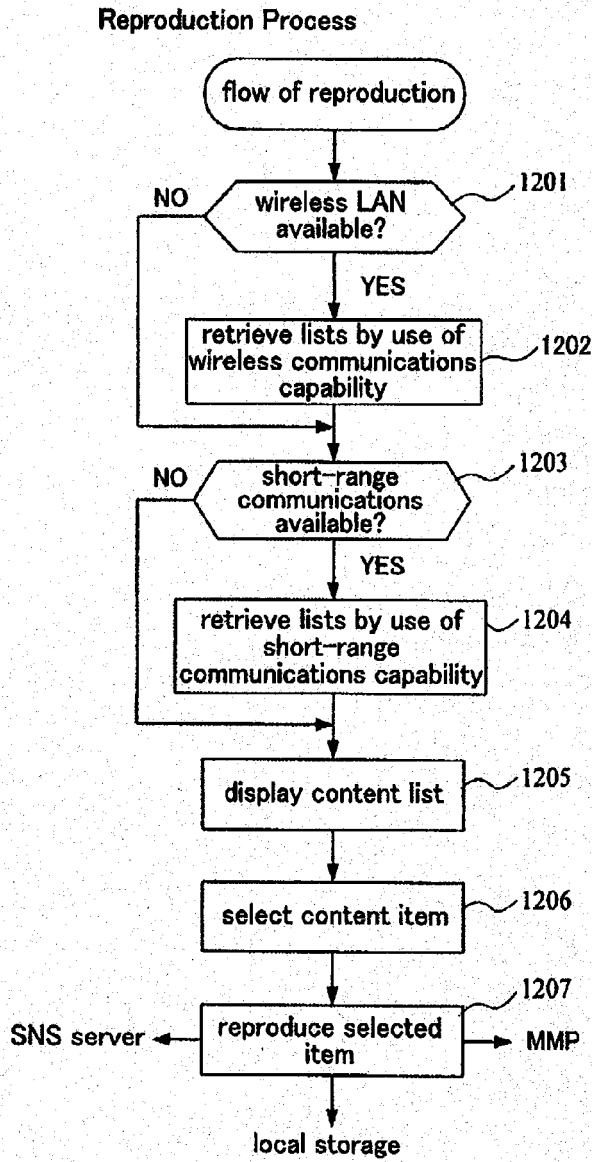 Reproduction Process
flow of reproduction
1201
NO
wireless LAN
available?
YES
retrieve lists by use of
wireless communications
capability
1202
1203
NO
short-range
communications
available?
YES
retrieve lists by use of
short-range
communications capability
1204
display content list
1205
select content item
1206
1207
SNS server
reproduce selected
item
MMP
local storage